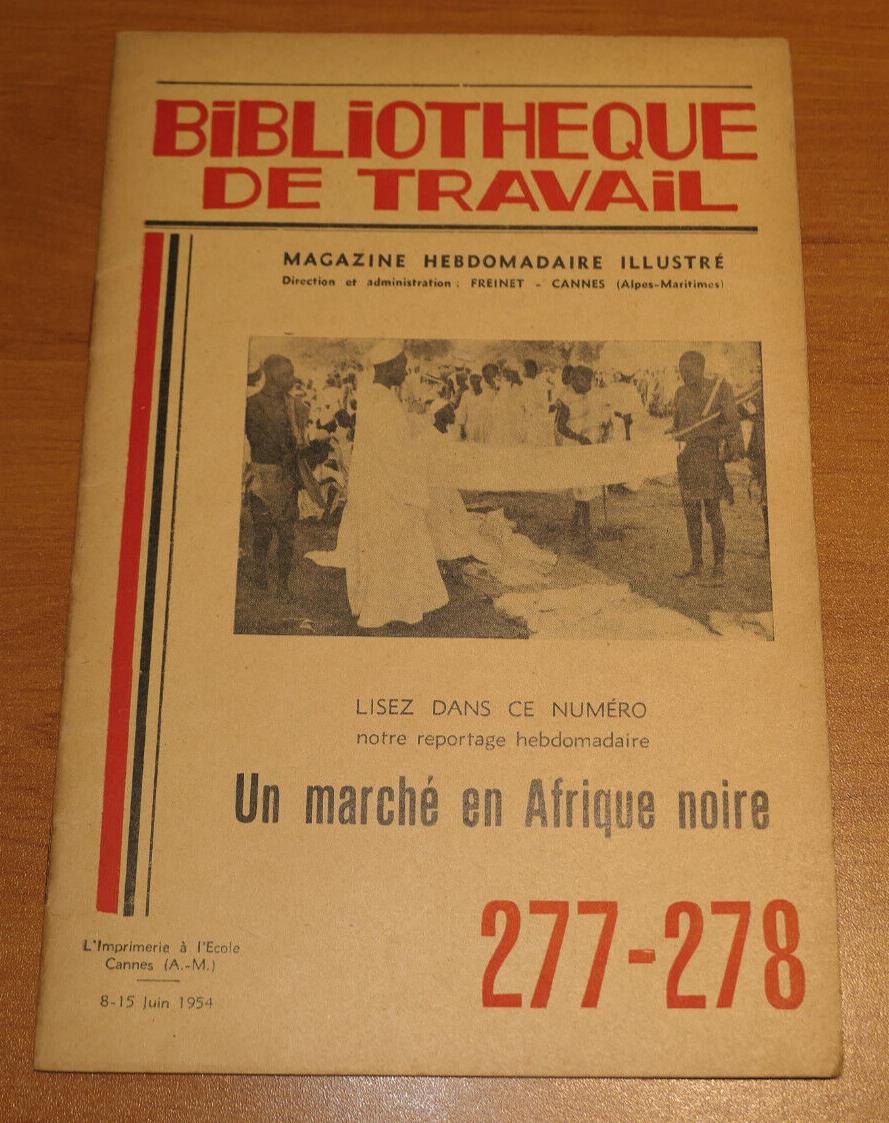 BiBLiOTHEQUE
DE TRAVAiL
MAGAZINE HEBDOMADAIRE ILLUSTRÉ
Direction et administration : FREINET - CANNES (Alpes-Maritimes)
LISEZ DANS CE NUMÉRO
notre reportage hebdomadaire
Un marché en Afrique noire
277-278
L'Imprimerie à l'Ecole
Cannes (A.-M.)
8-15 Juin 1954